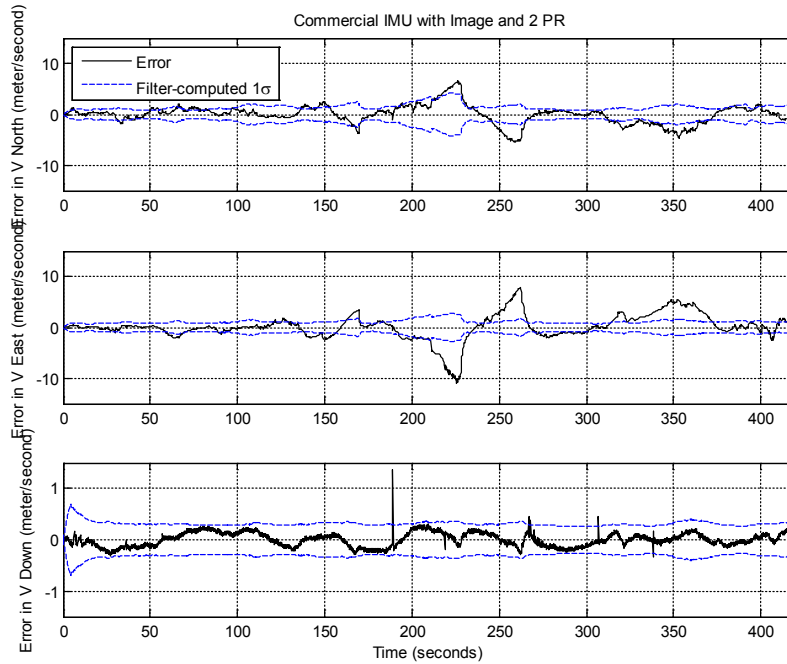 Commercial IMU with Image and 2 PR
Error in V North (meter/second)
10
0
-10
Error
Filter-computed 1σ
0 50 100 150 200 250 300 350 400
Error in V East (meter/second)
10
0
-10
0 50 100 150 200 250 300 350 400
Error in V Down (meter/second)
1
0
-1
0 50 100 150 200 250 300 350 400
Time (seconds)